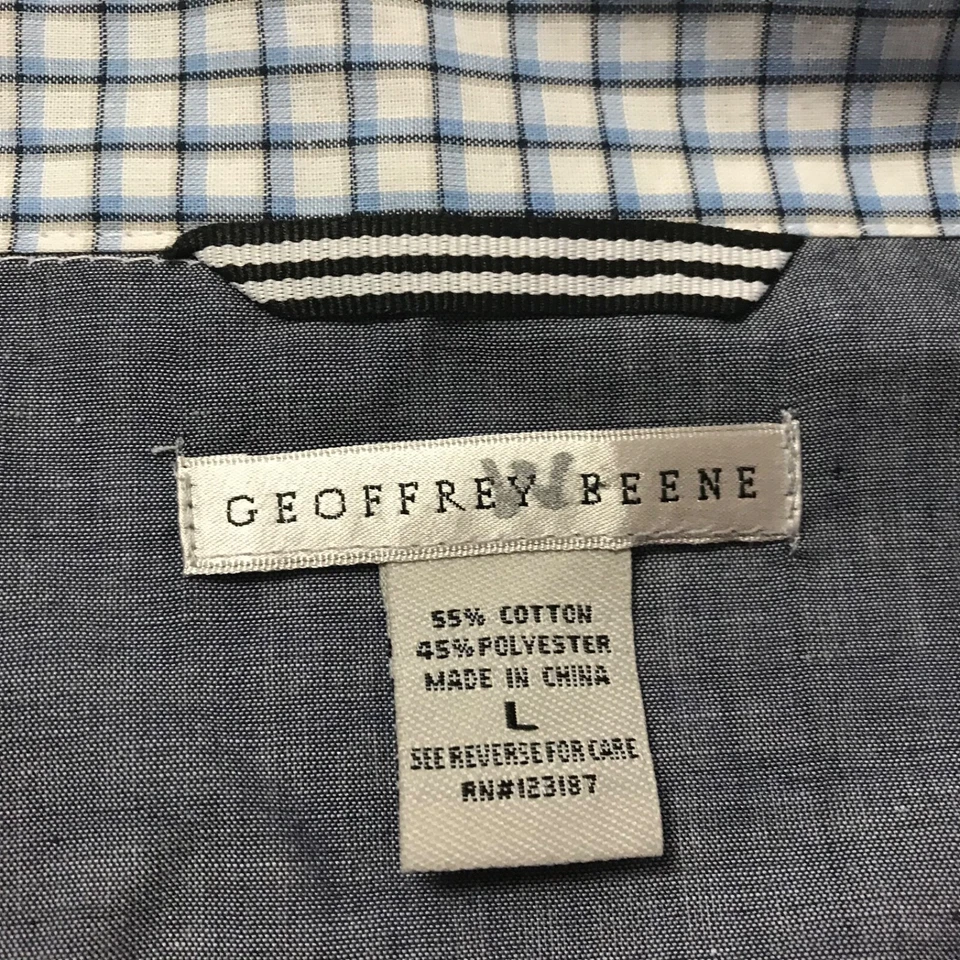 GEOFFREY BEENE
55% COTTON
45% POLYESTER
MADE IN CHINA
L
SEE REVERSE FOR CARE
RN#123187